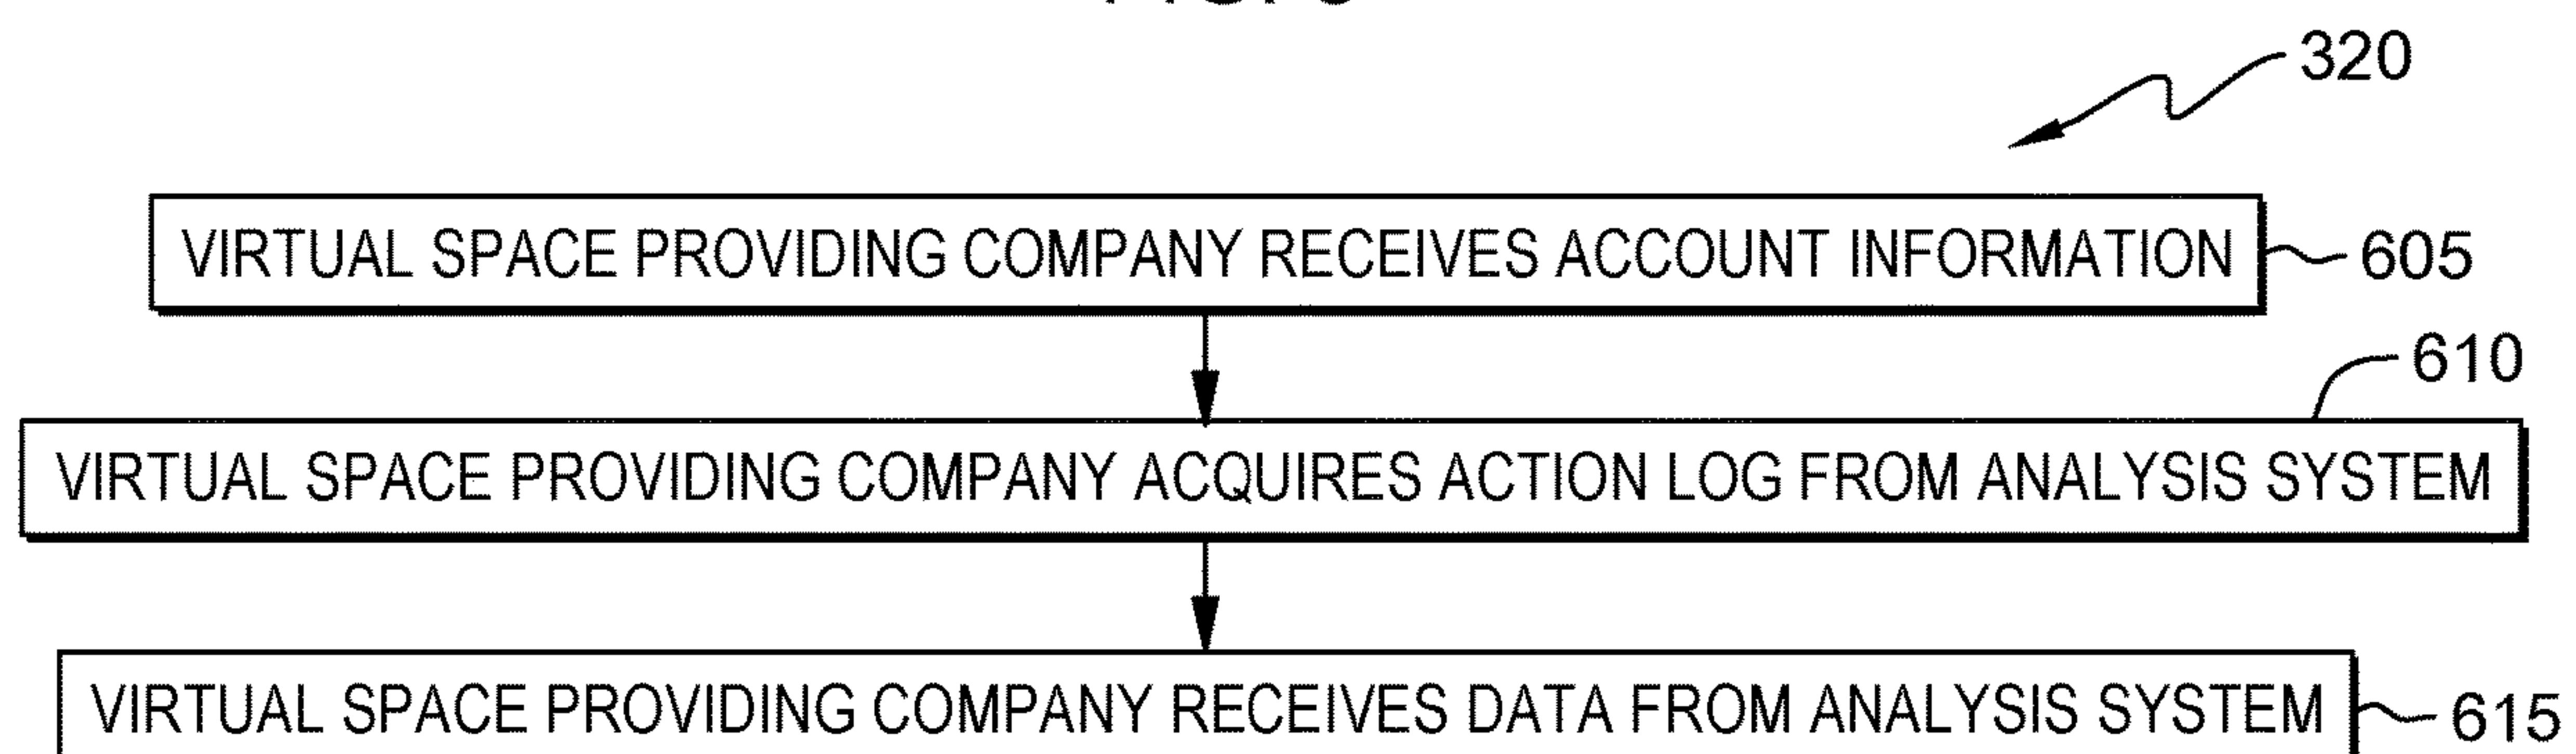 320
VIRTUAL SPACE PROVIDING COMPANY RECEIVES ACCOUNT INFORMATION
605
610
VIRTUAL SPACE PROVIDING COMPANY ACQUIRES ACTION LOG FROM ANALYSIS SYSTEM
VIRTUAL SPACE PROVIDING COMPANY RECEIVES DATA FROM ANALYSIS SYSTEM
615